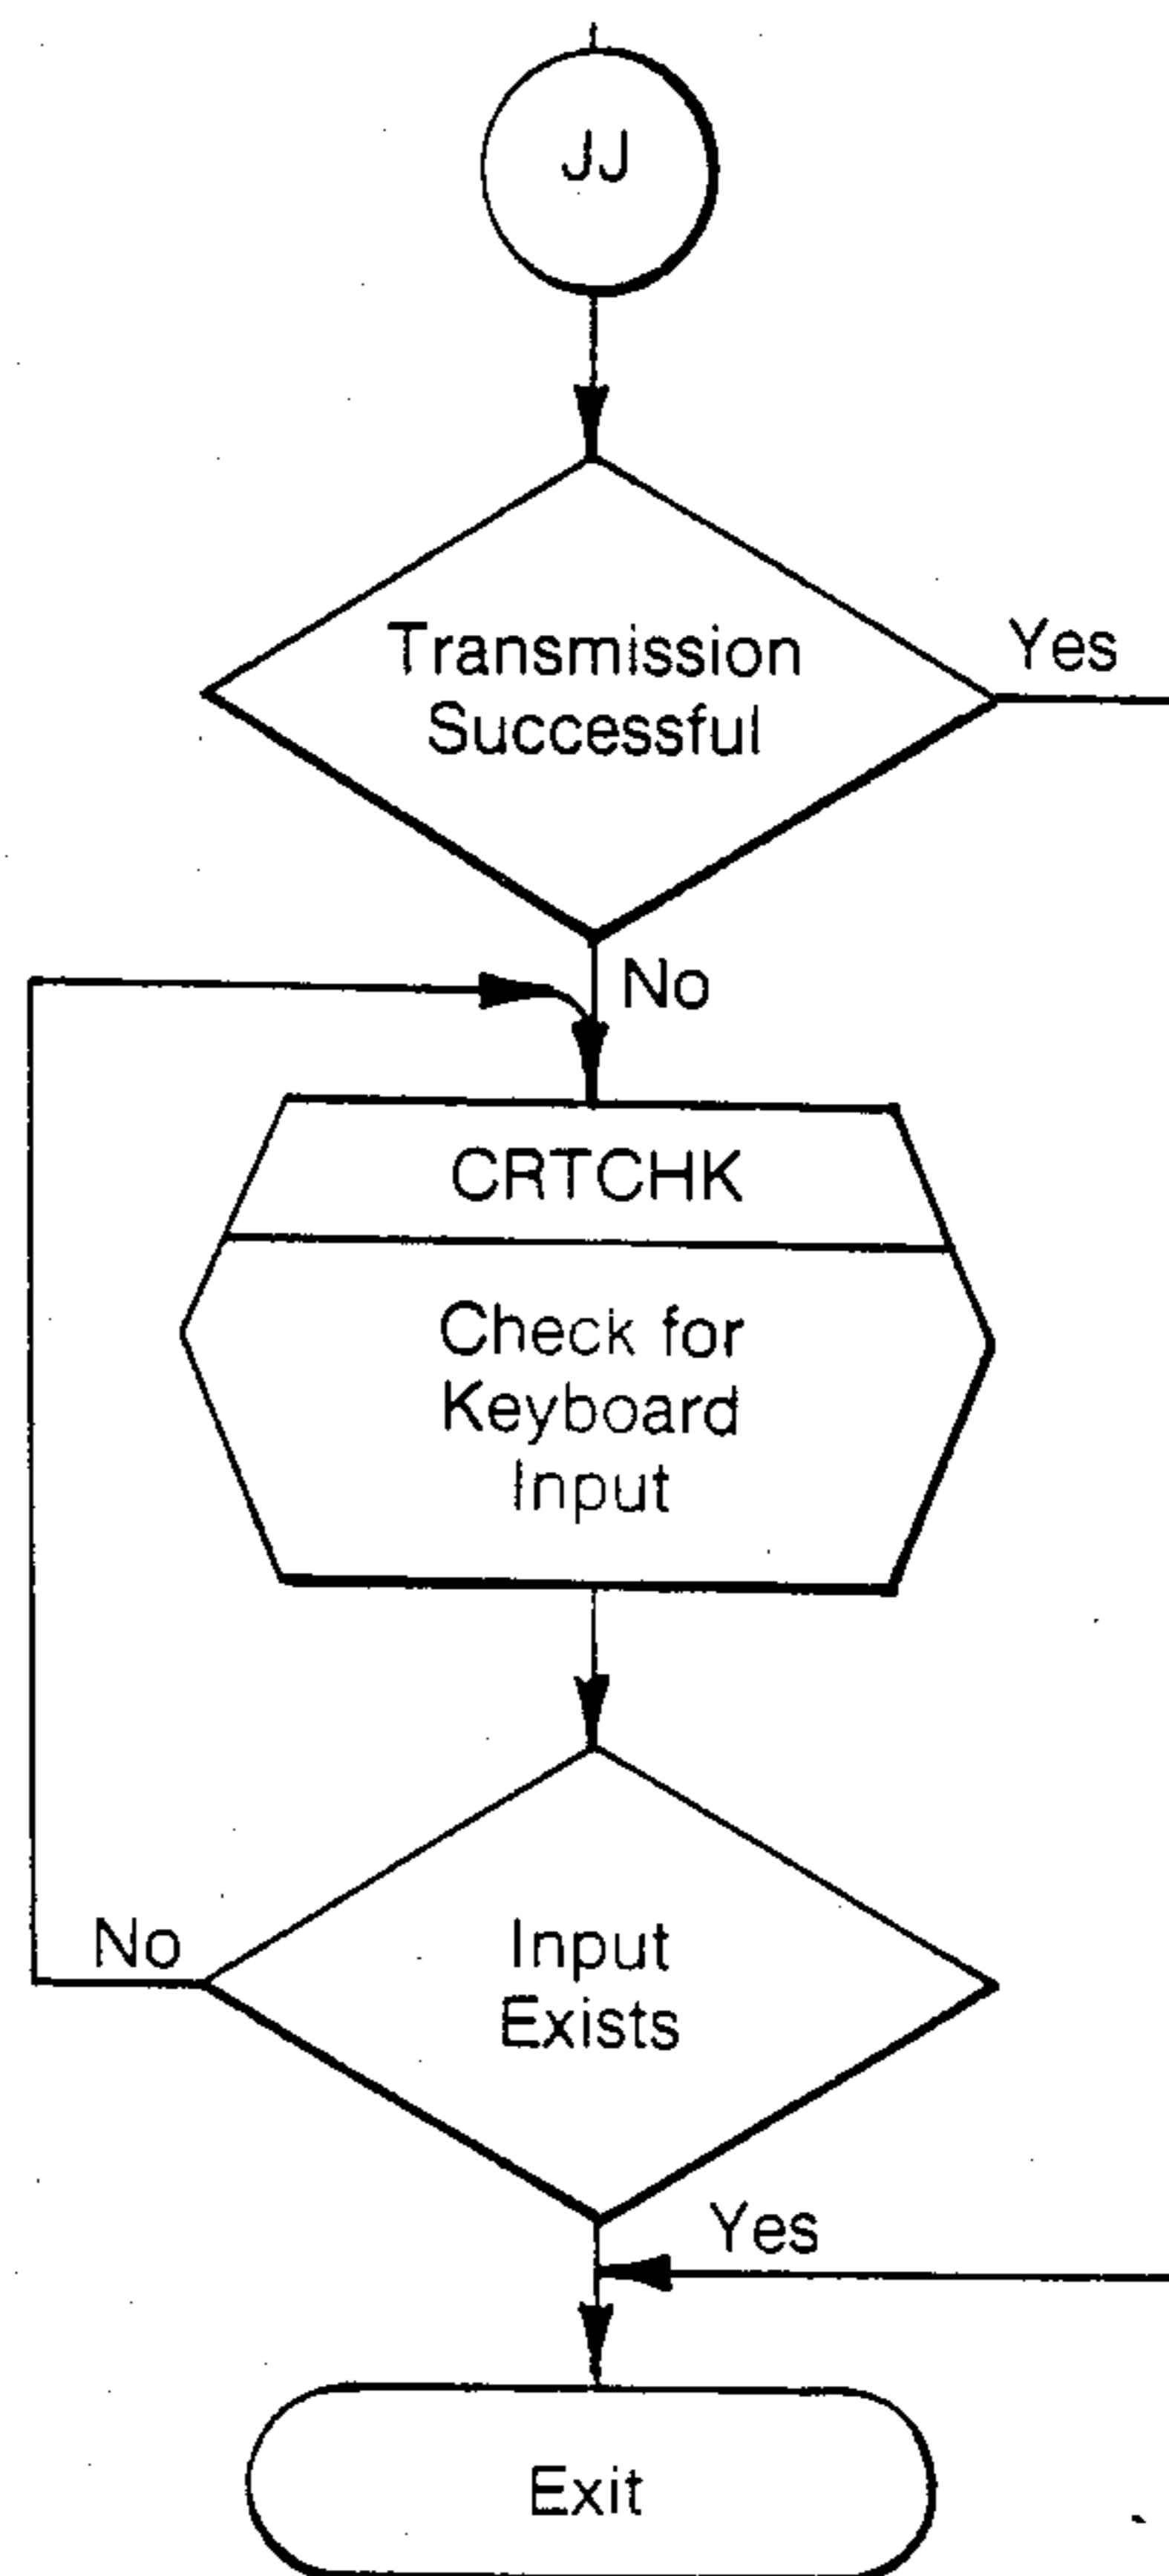 JJ
Transmission
Successful
Yes
No
CRTCHK
Check for
Keyboard
Input
No
Input
Exists
Yes
Exit